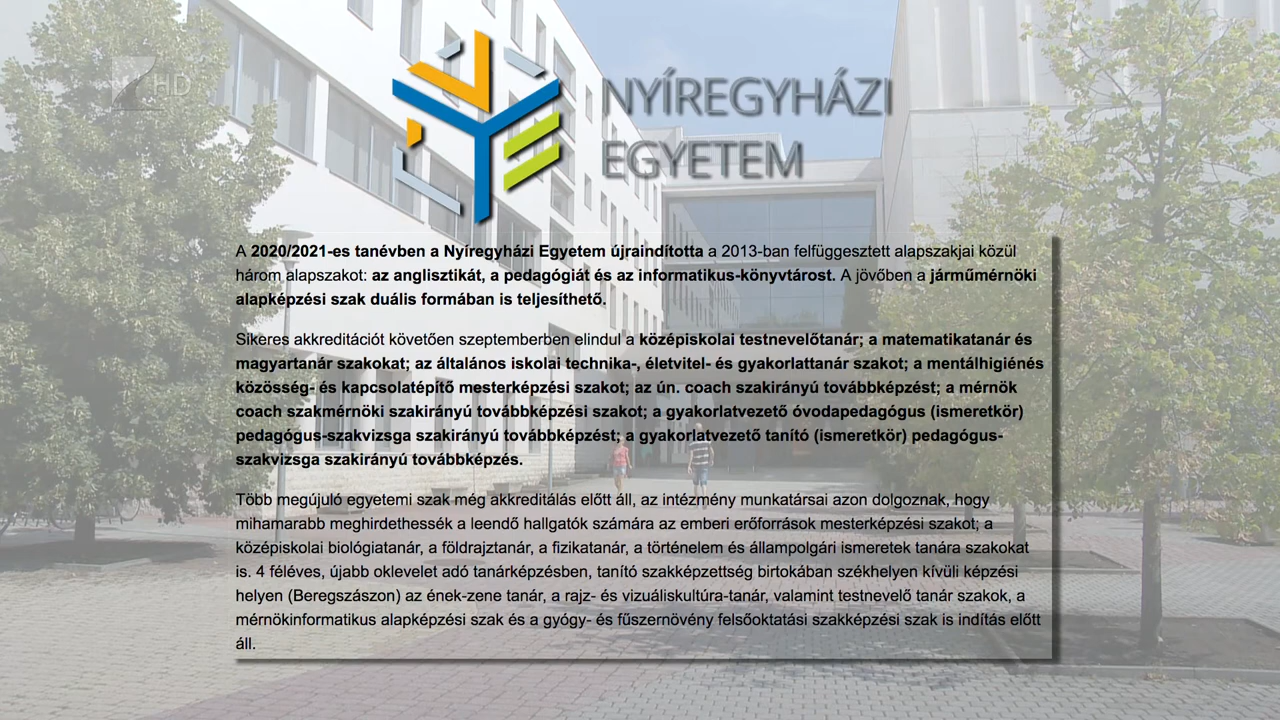 HD
NYÍREGYHÁZI
EGYETEM
A 2020/2021-es tanévben a Nyíregyházi Egyetem újraindította a 2013-ban felfüggesztett alapszakjai közül
három alapszakot: az anglisztikát, a pedagógiát és az informatikus-könyvtárost. A jövőben a járműmérnöki
alapképzési szak duális formában is teljesíthető.
Sikeres akkreditációt követően szeptemberben elindul a középiskolai testnevelőtanár; a matematikatanár és
magyartanár szakokat; az általános iskolai technika-, életvitel- és gyakorlattanár szakot; a mentálhigiénés
közösség- és kapcsolatépítő mesterképzési szakot; az ún. coach szakirányú továbbképzést; a mérnök
coach szakmérnöki szakirányú továbbképzési szakot; a gyakorlatvezető óvodapedagógus (ismeretkör)
pedagógus-szakvizsga szakirányú továbbképzést; a gyakorlatvezető tanító (ismeretkör) pedagógus-
szakvizsga szakirányú továbbképzés.
Több megújuló egyetemi szak még akkreditálás előtt áll, az intézmény munkatársai azon dolgoznak, hogy
mihamarabb meghirdethessék a leendő hallgatók számára az emberi erőforrások mesterképzési szakot; a
középiskolai biológiatanár, a földrajztanár, a fizikatanár, a történelem és állampolgári ismeretek tanára szakokat
is. 4 féléves, újabb oklevelet adó tanárképzésben, tanító szakképzettség birtokában székhelyen kívüli képzési
helyen (Beregszászon) az ének-zene tanár, a rajz- és vizuáliskultúra-tanár, valamint testnevelő tanár szakok, a
mérnökinformatikus alapképzési szak és a gyógy- és fűszernövény felsőoktatási szakképzési szak is indítás előtt
áll.